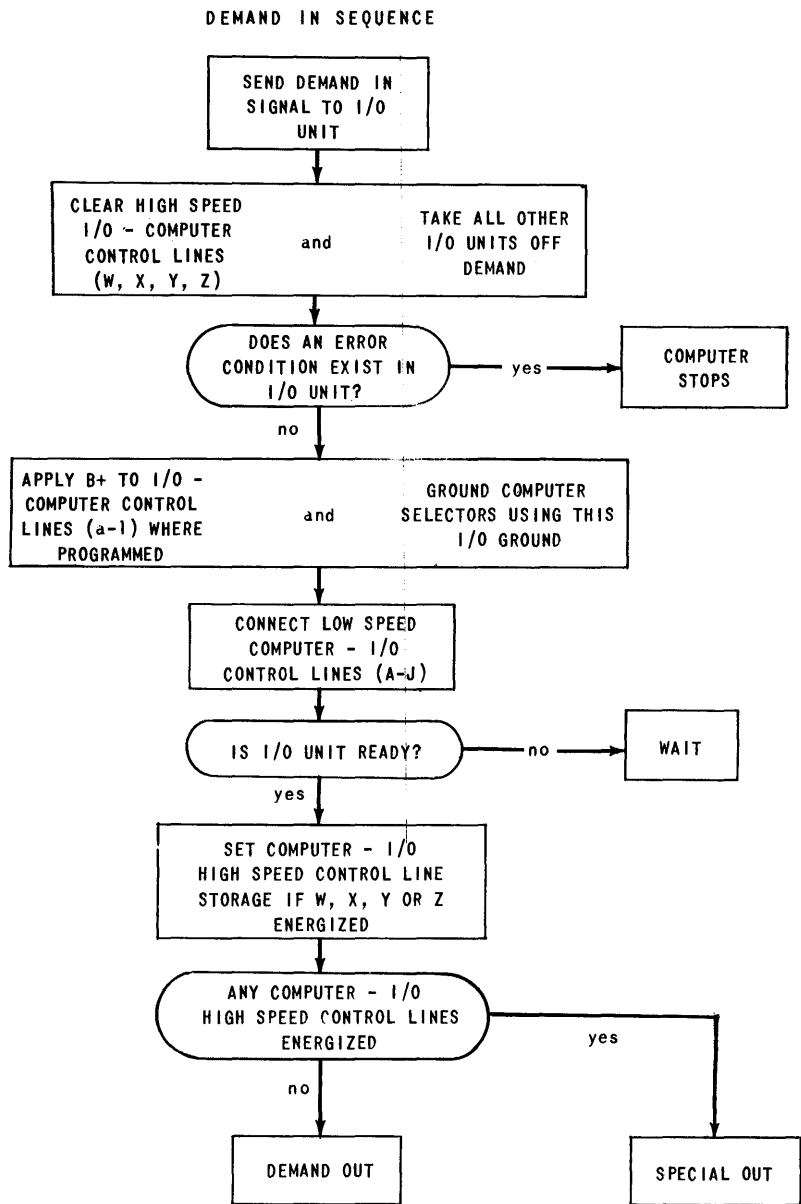 DEMAND IN SEQUENCE
SEND DEMAND IN
SIGNAL TO I/O
UNIT
CLEAR HIGH SPEED
I/O - COMPUTER
CONTROL LINES
(W, X, Y, Z)
and
TAKE ALL OTHER
I/O UNITS OFF
DEMAND
DOES AN ERROR
CONDITION EXIST IN
I/O UNIT?
yes
COMPUTER
STOPS
no
APPLY B+ TO I/O -
COMPUTER CONTROL
LINES (a-l) WHERE
PROGRAMMED
and
GROUND COMPUTER
SELECTORS USING THIS
I/O GROUND
CONNECT LOW SPEED
COMPUTER - I/O
CONTROL LINES (A-J)
IS I/O UNIT READY?
no
WAIT
yes
SET COMPUTER - I/O
HIGH SPEED CONTROL LINE
STORAGE IF W, X, Y OR Z
ENERGIZED
ANY COMPUTER - I/O
HIGH SPEED CONTROL LINES
ENERGIZED
yes
no
DEMAND OUT
SPECIAL OUT